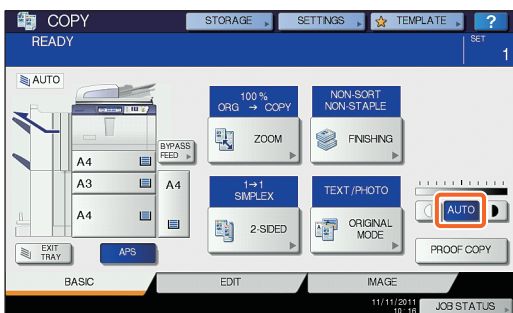 COPY
STORAGE
SETTINGS
TEMPLATE
?
READY
SET
1
AUTO
100 %
ORG → COPY
ZOOM
NON-SORT
NON-STAPLE
FINISHING
BYPASS
FEED
A4
A3
A4
A4
1→1
SIMPLEX
2-SIDED
TEXT/PHOTO
ORIGINAL
MODE
AUTO
EXIT
TRAY
APS
PROOF COPY
BASIC
EDIT
IMAGE
11/11/2011
10:16
JOB STATUS